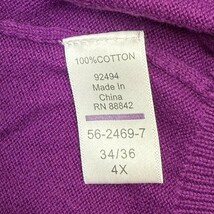 100%COTTON
92494
Made In
China
RN 88842
56-2469-7
34/36
4X